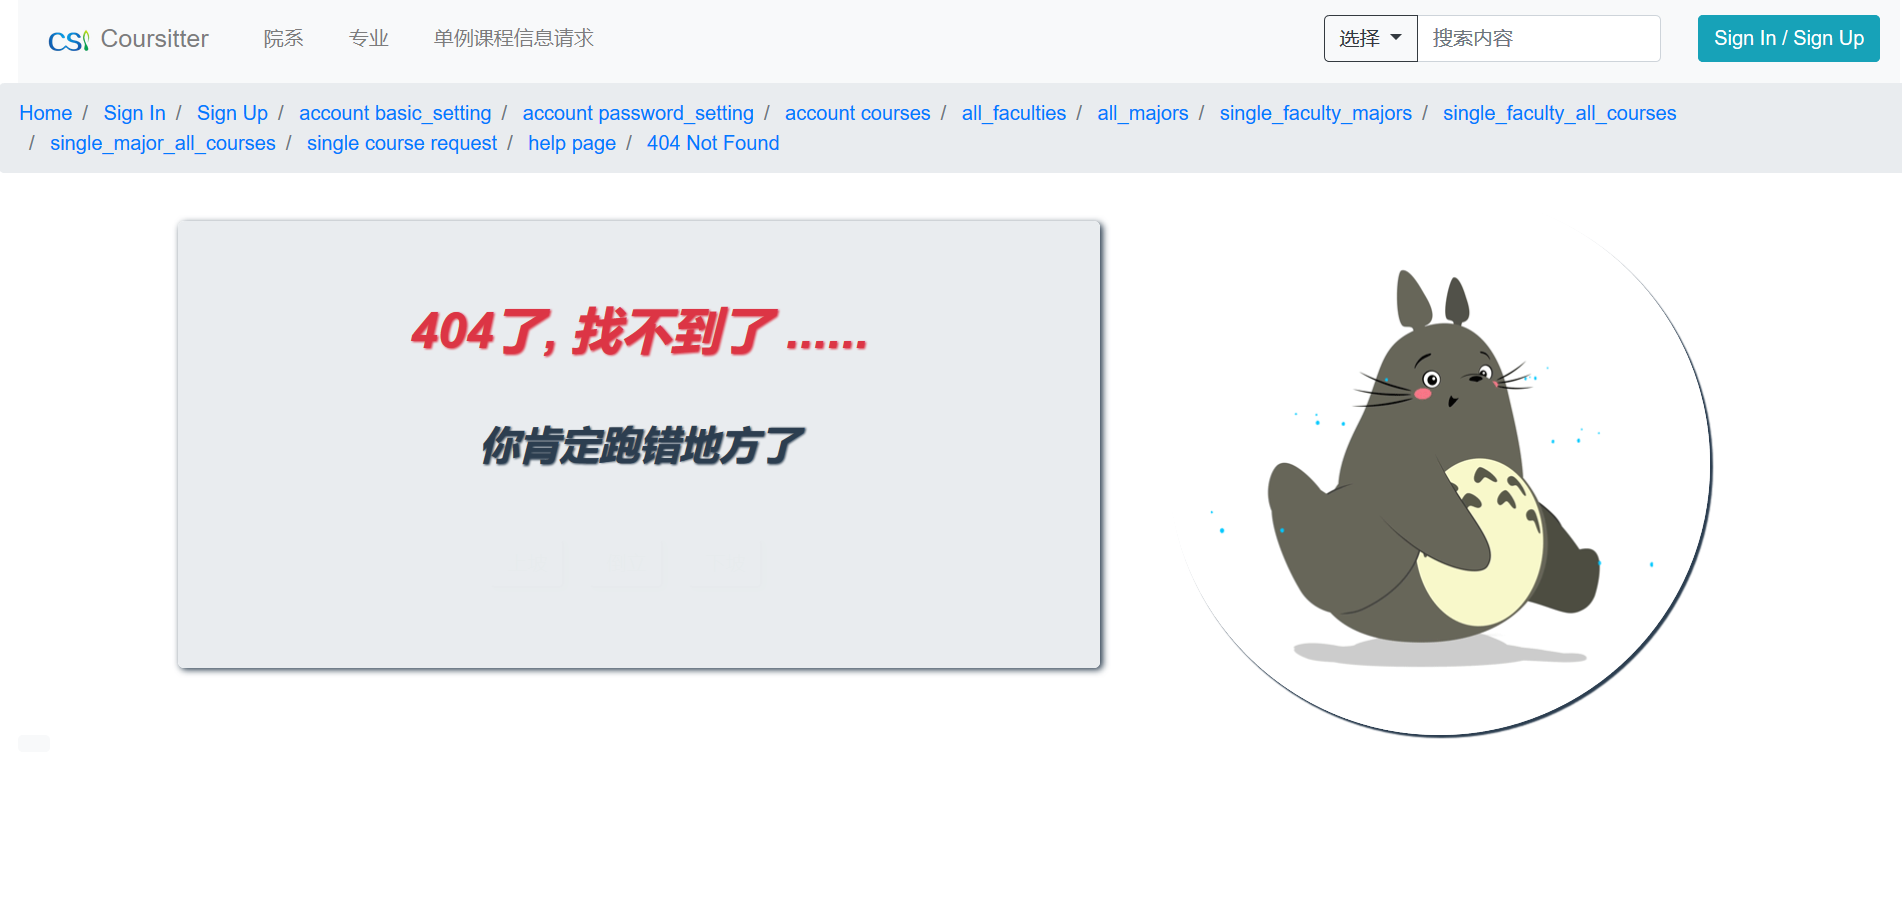 CSI Coursitter 院系 专业 单例课程信息请求 选择 搜索内容 Sign In / Sign Up
Home / Sign In / Sign Up / account basic_setting / account password_setting / account courses / all_faculties / all_majors / single_faculty_majors / single_faculty_all_courses
/ single_major_all_courses / single course request / help page / 404 Not Found
404了, 找不到了 ......
你肯定跑错地方了